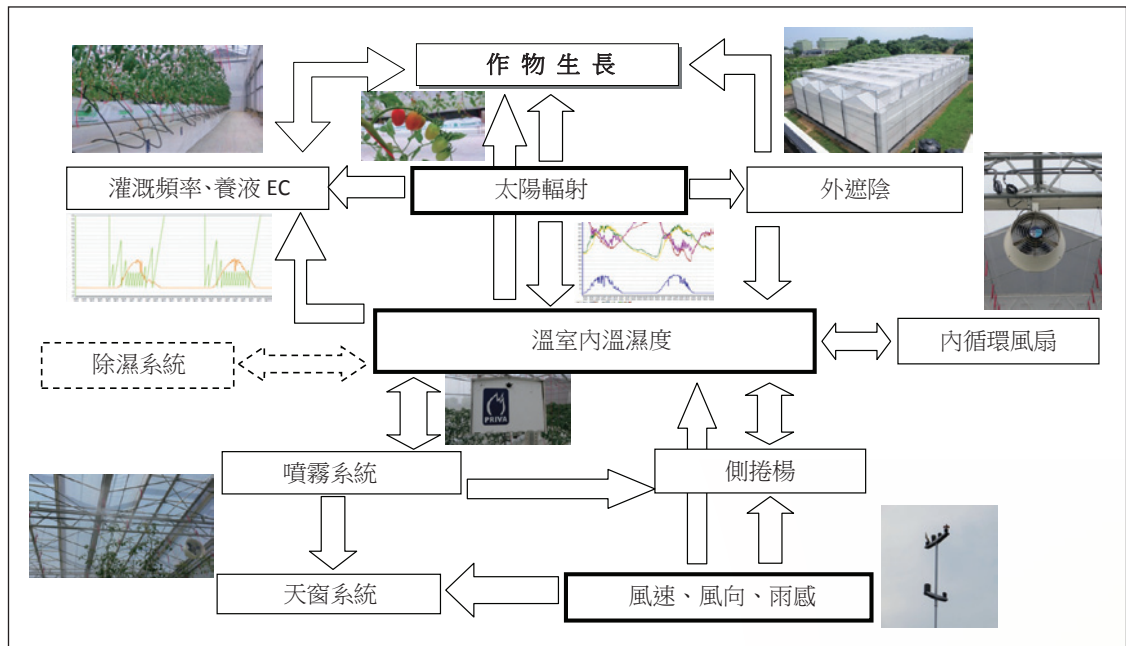 作物生長
灌溉頻率、養液 EC
太陽輻射
外遮陰
溫室內溫濕度
內循環風扇
除濕系統
PRIVA
噴霧系統
側捲楊
天窗系統
風速、風向、雨感